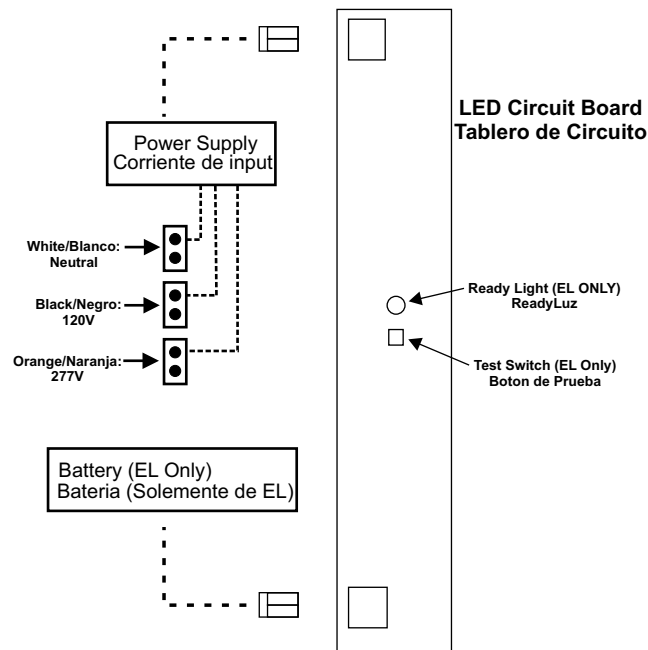 LED Circuit Board
Tablero de Circuito
Power Supply
Corriente de input
White/Blanco:
Neutral
Black/Negro:
120V
Orange/Naranja:
277V
Ready Light (EL ONLY)
ReadyLuz
Test Switch (EL Only)
Boton de Prueba
Battery (EL Only)
Bateria (Solemente de EL)